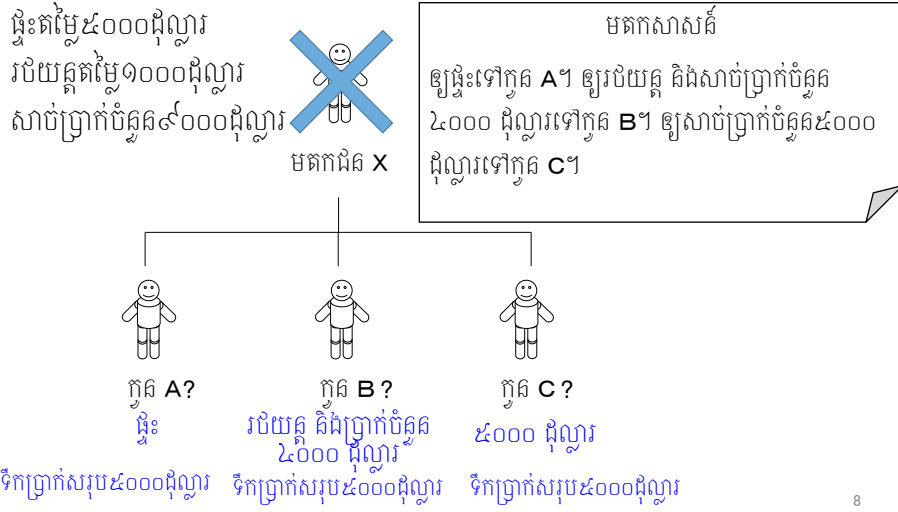 ផ្ទះតម្លៃ៥០០០ដុល្លារ
រថយន្តតម្លៃ១០០០ដុល្លារ
សាច់ប្រាក់ចំនួន៩០០០ដុល្លារ
មតកជន X
មតកសាសន៍
ឲ្យផ្ទះទៅកូន A។ ឲ្យរថយន្ត និងសាច់ប្រាក់ចំនួន
៤០០០ ដុល្លារទៅកូន B។ ឲ្យសាច់ប្រាក់ចំនួន៥០០០
ដុល្លារទៅកូន C។
កូន A?
ផ្ទះ
ទឹកប្រាក់សរុប៥០០០ដុល្លារ
កូន B ?
រថយន្ត និងប្រាក់ចំនួន
៤០០០ ដុល្លារ
ទឹកប្រាក់សរុប៥០០០ដុល្លារ
កូន C ?
៥០០០ ដុល្លារ
ទឹកប្រាក់សរុប៥០០០ដុល្លារ
8